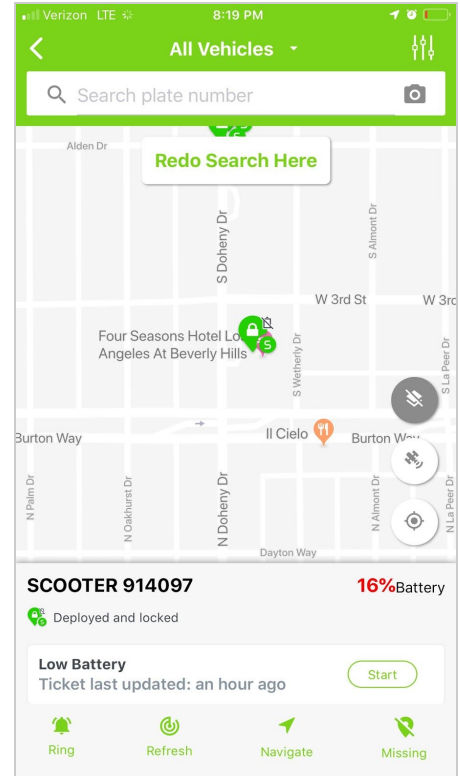 Verizon LTE 8:19 PM
All Vehicles
Search plate number
Alden Dr
Redo Search Here
S Doheny Dr
S Almont Dr
W 3rd St
W 3rd
Four Seasons Hotel Lo
Angeles At Beverly Hills
S
S Wetherly Dr
S La Peer Dr
Burton Way
Il Cielo
Burton Way
N Palm Dr
N Oakhurst Dr
N Doheny Dr
N Almont Dr
N La Peer Dr
Dayton Way
SCOOTER 914097
16%Battery
Deployed and locked
Low Battery
Ticket last updated: an hour ago
Start
Ring
Refresh
Navigate
Missing